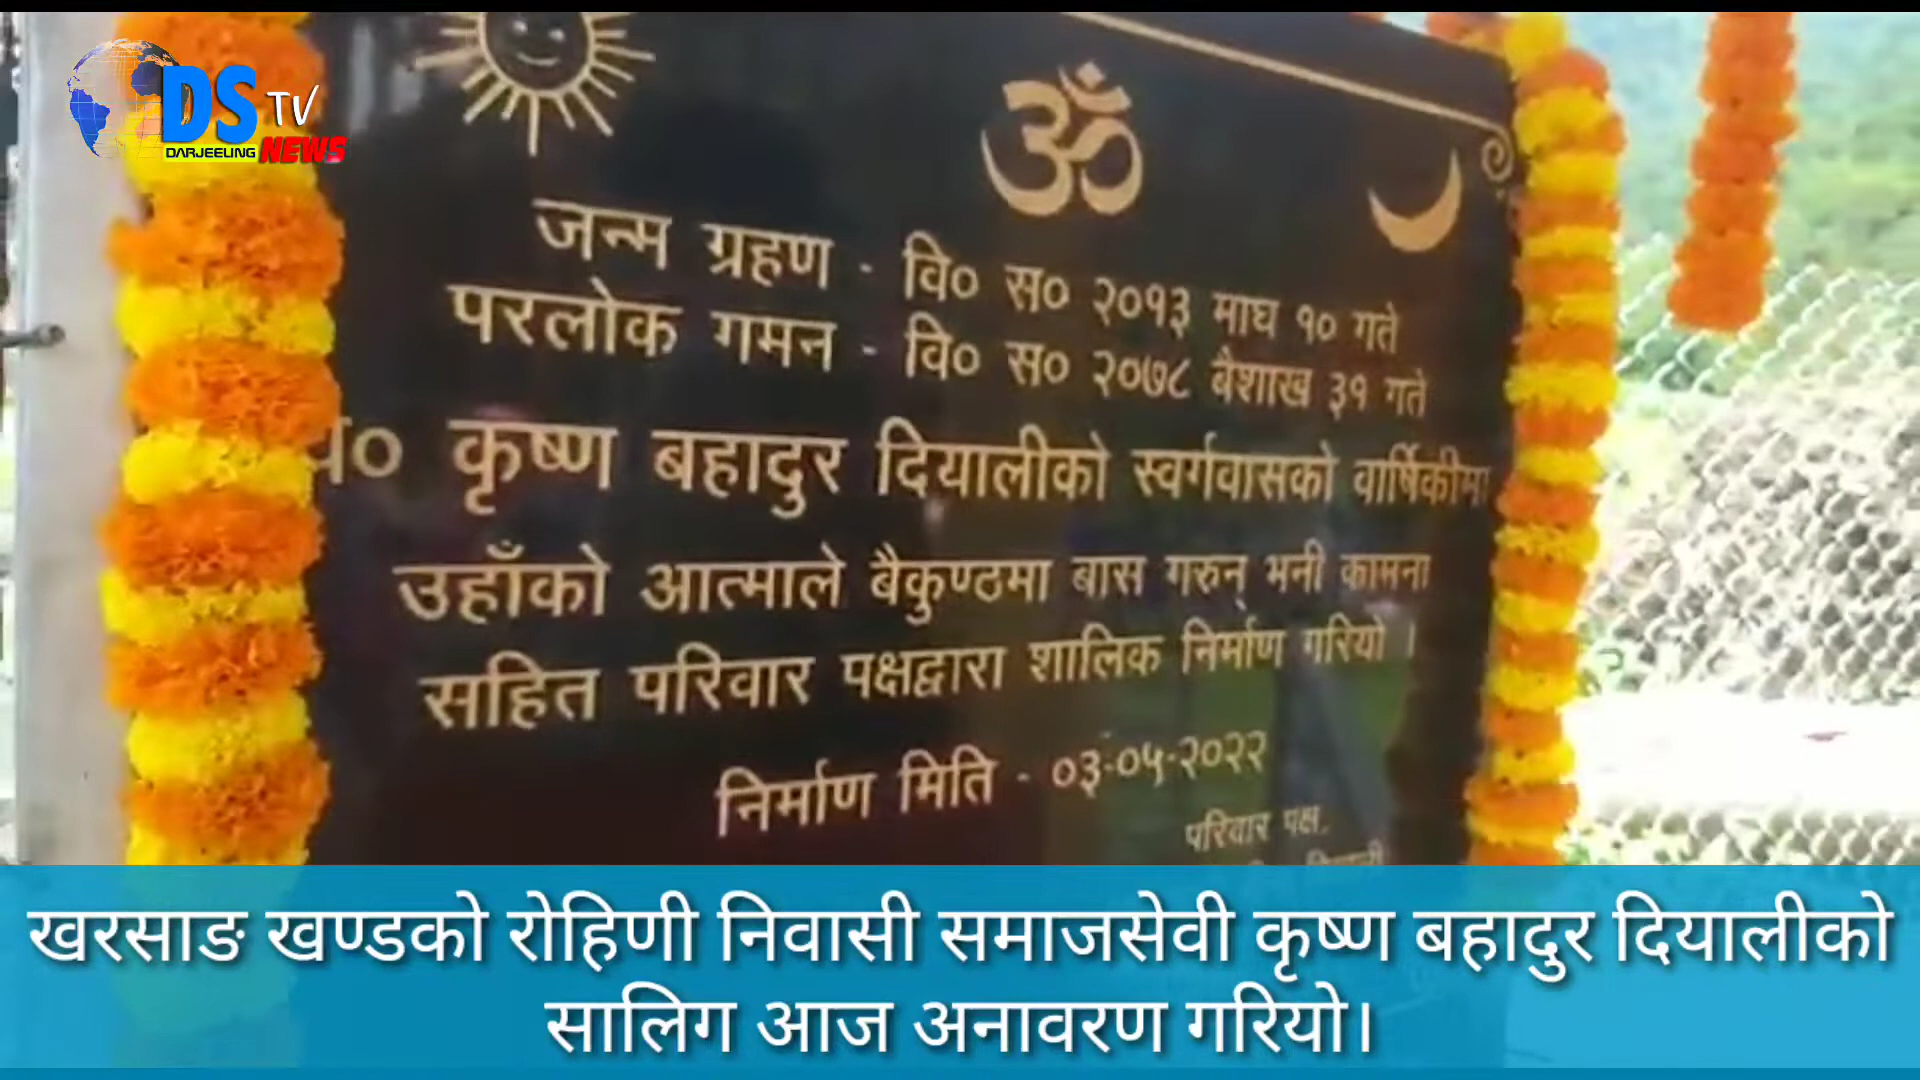 DS TV
DARJEELING NEWS
ॐ
जन्म ग्रहण - वि० स० २०१३ माघ १० गते
परलोक गमन - वि० स० २०७८ बैशाख ३१ गते
कृष्ण बहादुर दियालीको स्वर्गवासको वार्षिकीमा
उहाँको आत्माले बैकुण्ठमा बास गरुन् भनी कामना
सहित परिवार पक्षद्वारा शालिक निर्माण गरियो ।
निर्माण मिति - ०३-०५-२०२२
परिवार पक्ष.
खरसाङ खण्डको रोहिणी निवासी समाजसेवी कृष्ण बहादुर दियालीको
सालिग आज अनावरण गरियो।